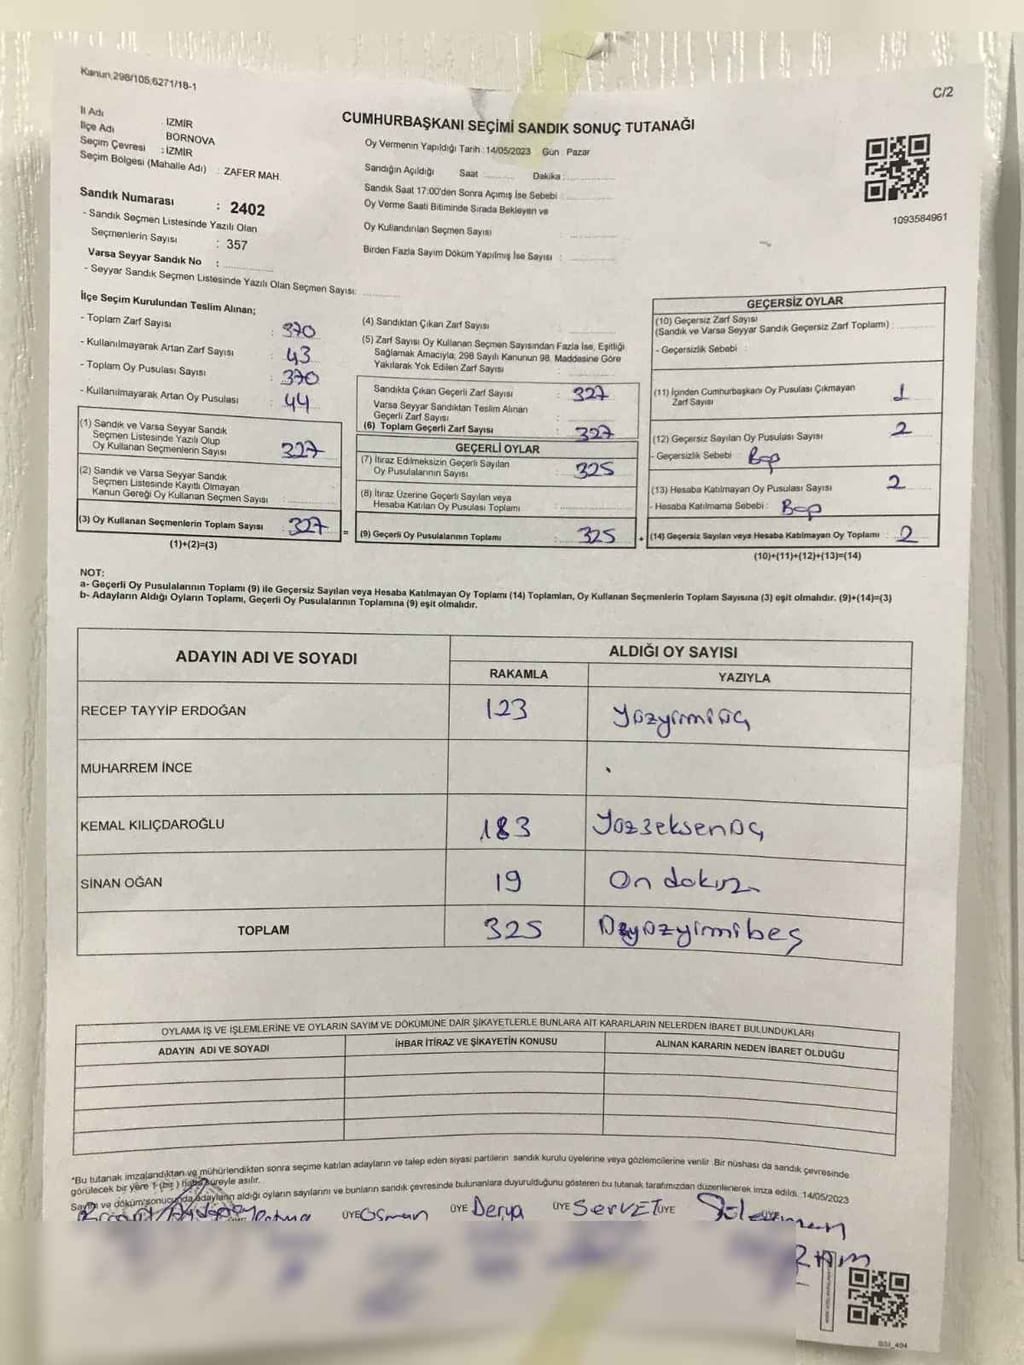 Kanun 298/105,6271/18-1
C/2
İl Adı : İZMİR
İlçe Adı : BORNOVA
Seçim Çevresi : İZMİR
Seçim Bölgesi (Mahalle Adı) : ZAFER MAH.
CUMHURBAŞKANI SEÇİMİ SANDIK SONUÇ TUTANAĞI
Oy Vermenin Yapıldığı Tarih : 14/05/2023 Gün : Pazar
Sandığın Açıldığı Saat Dakika :
Sandık Saat 17:00'den Sonra Açılmış İse Sebebi :
Oy Verme Saati Bitiminde Sırada Bekleyen ve
Oy Kullandırılan Seçmen Sayısı :
Birden Fazla Sayım Döküm Yapılmış İse Sayısı :
1093584961
Sandık Numarası : 2402
- Sandık Seçmen Listesinde Yazılı Olan
Seçmenlerin Sayısı : 357
Varsa Seyyar Sandık No :
- Seyyar Sandık Seçmen Listesinde Yazılı Olan Seçmen Sayısı:
İlçe Seçim Kurulundan Teslim Alınan;
- Toplam Zarf Sayısı : 370
- Kullanılmayarak Artan Zarf Sayısı : 43
- Toplam Oy Pusulası Sayısı : 370
- Kullanılmayarak Artan Oy Pusulası : 44
(1) Sandık ve Varsa Seyyar Sandık
Seçmen Listesinde Yazılı Olup
Oy Kullanan Seçmenlerin Sayısı : 327
(2) Sandık ve Varsa Seyyar Sandık
Seçmen Listesinde Kayıtlı Olmayan
Kanun Gereği Oy Kullanan Seçmen Sayısı :
(3) Oy Kullanan Seçmenlerin Toplam Sayısı : 327 =
(1)+(2)=(3)
(4) Sandıktan Çıkan Zarf Sayısı :
(5) Zarf Sayısı Oy Kullanan Seçmen Sayısından Fazla İse, Eşitliği
Sağlamak Amacıyla, 298 Sayılı Kanunun 98. Maddesine Göre
Yakılarak Yok Edilen Zarf Sayısı :
Sandıkta Çıkan Geçerli Zarf Sayısı : 327
Varsa Seyyar Sandıktan Teslim Alınan
Geçerli Zarf Sayısı :
(6) Toplam Geçerli Zarf Sayısı : 327
GEÇERLİ OYLAR
(7) İtiraz Edilmeksizin Geçerli Sayılan
Oy Pusulalarının Sayısı : 325
(8) İtiraz Üzerine Geçerli Sayılan veya
Hesaba Katılan Oy Pusulası Toplamı :
(9) Geçerli Oy Pusulalarının Toplamı : 325 +
GEÇERSİZ OYLAR
(10) Geçersiz Zarf Sayısı
(Sandık ve Varsa Seyyar Sandık Geçersiz Zarf Toplamı) :
- Geçersizlik Sebebi :
(11) İçinden Cumhurbaşkanı Oy Pusulası Çıkmayan
Zarf Sayısı : 1
(12) Geçersiz Sayılan Oy Pusulası Sayısı : 2
- Geçersizlik Sebebi :
(13) Hesaba Katılmayan Oy Pusulası Sayısı : 2
- Hesaba Katılmama Sebebi :
(14) Geçersiz Sayılan veya Hesaba Katılmayan Oy Toplamı : 2
(10)+(11)+(12)+(13)=(14)
NOT:
a- Geçerli Oy Pusulalarının Toplamı (9) ile Geçersiz Sayılan veya Hesaba Katılmayan Oy Toplamı (14) Toplamları, Oy Kullanan Seçmenlerin Toplam Sayısına (3) eşit olmalıdır. (9)+(14)=(3)
b- Adayların Aldığı Oyların Toplamı, Geçerli Oy Pusulalarının Toplamına (9) eşit olmalıdır.
ADAYIN ADI VE SOYADI ALDIĞI OY SAYISI
RAKAMLA YAZIYLA
RECEP TAYYİP ERDOĞAN 123 Yüzyirmiüç
MUHARREM İNCE
KEMAL KILIÇDAROĞLU 183 Yüzseksenüç
SİNAN OĞAN 19 On dokuz
TOPLAM 325 Üçyüzyirmibeş
OYLAMA İŞ VE İŞLEMLERİNE VE OYLARIN SAYIM VE DÖKÜMÜNE DAİR ŞİKAYETLERLE BUNLARA AİT KARARLARIN NELERDEN İBARET BULUNDUKLARI
ADAYIN ADI VE SOYADI İHBAR İTİRAZ VE ŞİKAYETİN KONUSU ALINAN KARARIN NEDEN İBARET OLDUĞU
*Bu tutanak imzalandıktan ve mühürlendikten sonra seçime katılan adayların ve talep eden siyasi partilerin sandık kurulu üyelerine veya gözlemcilerine verilir. Bir nüshası da sandık çevresinde
görülecek bir yere 1 (bir) hafta süreyle asılır.
Sayım ve döküm sonucunda adayların aldığı oyların sayılarını ve bunların sandık çevresinde bulunanlara duyurulduğunu gösteren bu tutanak tarafımızdan düzenlenerek imza edildi. 14/05/2023
ÜYE Osman ÜYE Derya ÜYE SERVET ÜYE Süleyman